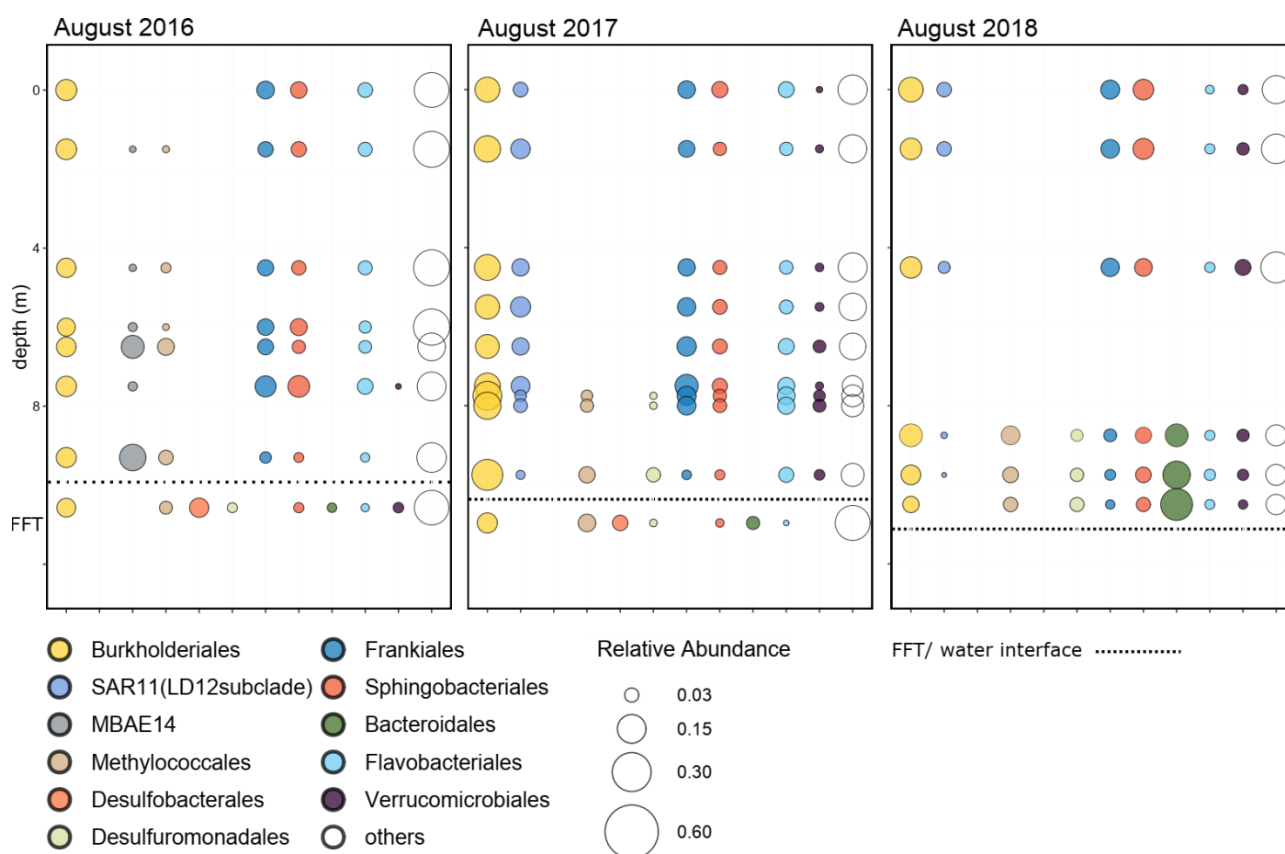 August 2016
August 2017
August 2018
0
4
depth (m)
8
FFT
Burkholderiales
Frankiales
Relative Abundance
FFT/ water interface
SAR11(LD12subclade)
Sphingobacteriales
0.03
MBAE14
Bacteroidales
0.15
Methylococcales
Flavobacteriales
0.30
Desulfobacterales
Verrucomicrobiales
Desulfuromonadales
others
0.60